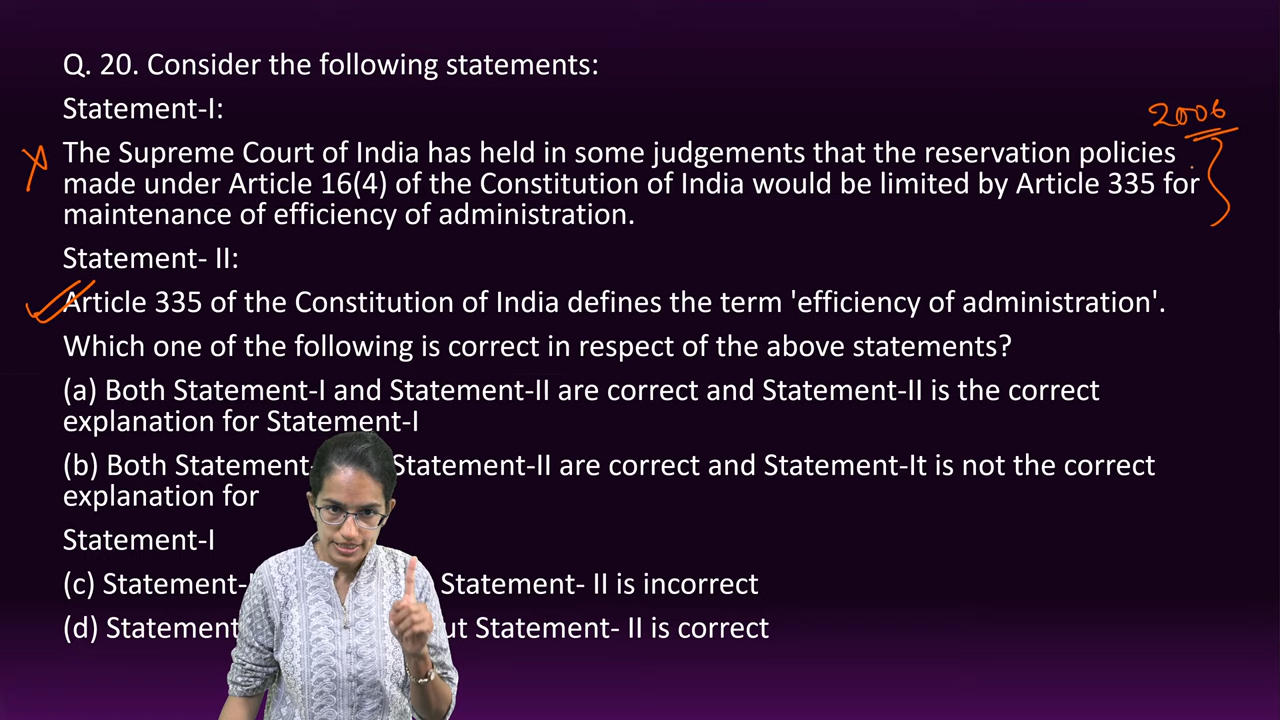 Q. 20. Consider the following statements:
Statement-I:
2006
The Supreme Court of India has held in some judgements that the reservation policies
made under Article 16(4) of the Constitution of India would be limited by Article 335 for
maintenance of efficiency of administration.
Statement- II:
Article 335 of the Constitution of India defines the term 'efficiency of administration'.
Which one of the following is correct in respect of the above statements?
(a) Both Statement-I and Statement-II are correct and Statement-II is the correct
explanation for Statement-I
(b) Both Statement- Statement-II are correct and Statement-It is not the correct
explanation for
Statement-I
(c) Statement- Statement- II is incorrect
(d) Statement Statement- II is correct